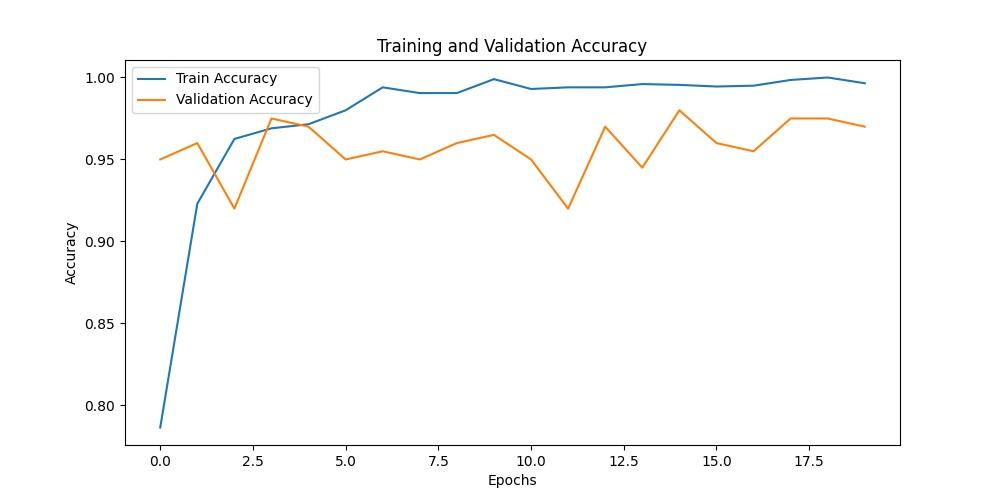 Training and Validation Accuracy
1.00
0.95
0.90
0.85
0.80
Accuracy
Train Accuracy
Validation Accuracy
0.0 2.5 5.0 7.5 10.0 12.5 15.0 17.5
Epochs